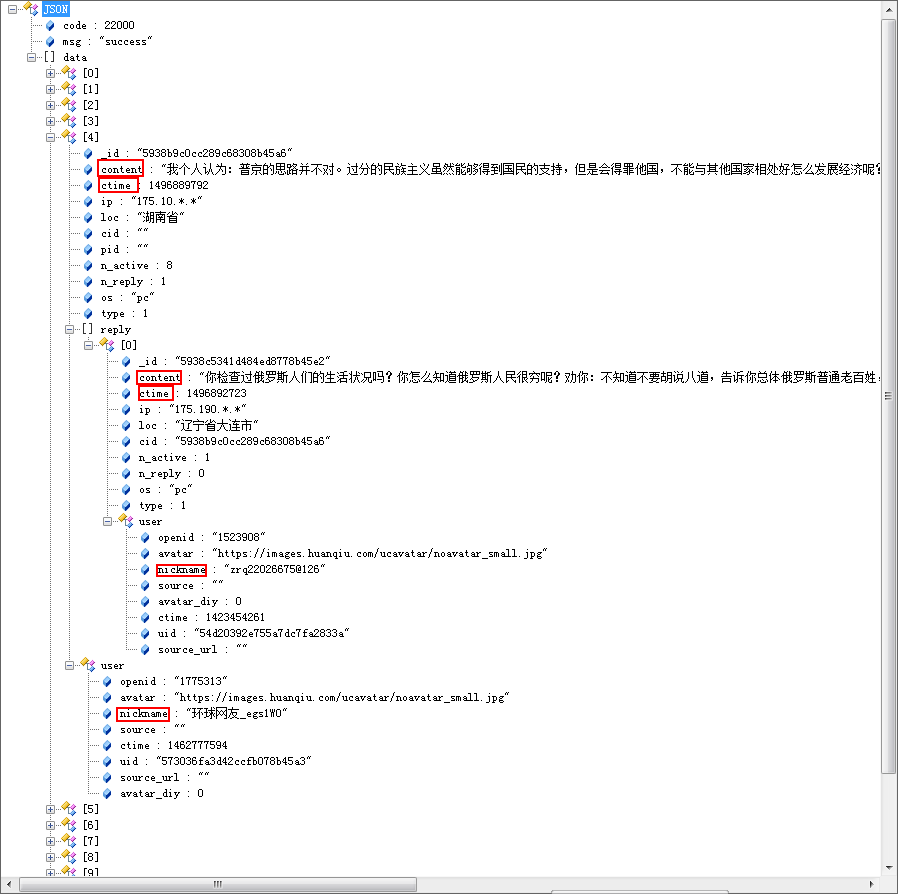 JSON
code : 22000
msg : "success"
[] data
[0]
[1]
[2]
[3]
[4]
_id : "5938b9c0cc289c68308b45a6"
content : "我个人认为：普京的思路并不对。过分的民族主义虽然能够得到国民的支持，但是会得罪他国，不能与其他国家相处好怎么发展经济呢？
ctime : 1496889792
ip : "175.10.*.*"
loc : "湖南省"
cid : ""
pid : ""
n_active : 8
n_reply : 1
os : "pc"
type : 1
[] reply
[0]
_id : "5938c5341d484ed8778b45e2"
content : "你检查过俄罗斯人们的生活状况吗？你怎么知道俄罗斯人民很穷呢？劝你：不知道不要胡说八道，告诉你总体俄罗斯普通老百姓
ctime : 1496892723
ip : "175.190.*.*"
loc : "辽宁省大连市"
cid : "5938b9c0cc289c68308b45a6"
n_active : 1
n_reply : 0
os : "pc"
type : 1
user
openid : "1523908"
avatar : "https://images.huanqiu.com/ucavatar/noavatar_small.jpg"
nickname : "zrq22026675@126"
source : ""
avatar_diy : 0
ctime : 1423454261
uid : "54d20392e755a7dc7fa2833a"
source_url : ""
user
openid : "1775313"
avatar : "https://images.huanqiu.com/ucavatar/noavatar_small.jpg"
nickname : "环球网友_egs1WO"
source : ""
ctime : 1462777594
uid : "573036fa3d42ccfb078b45a3"
source_url : ""
avatar_diy : 0
[5]
[6]
[7]
[8]
[9]